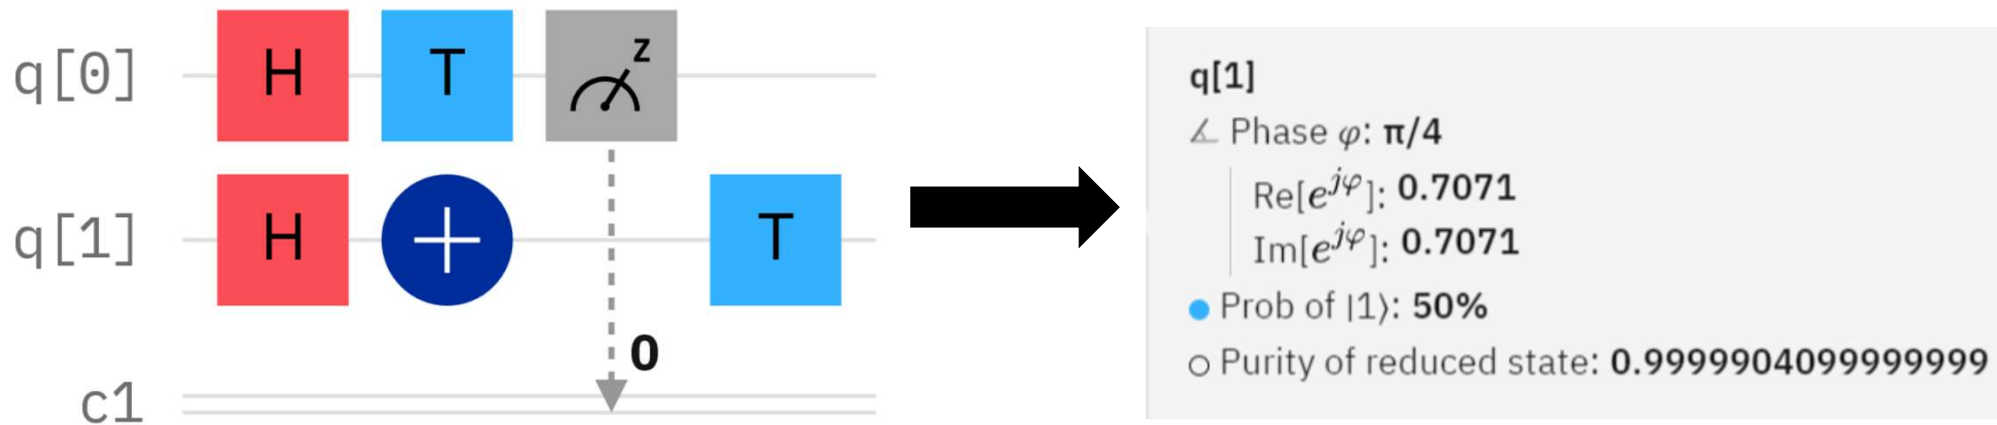 q[0] H T z
q[1] H + T
0
c1
q[1]
∡ Phase φ: π/4
Re[e^{jφ}]: 0.7071
Im[e^{jφ}]: 0.7071
Prob of |1⟩: 50%
Purity of reduced state: 0.9999904099999999